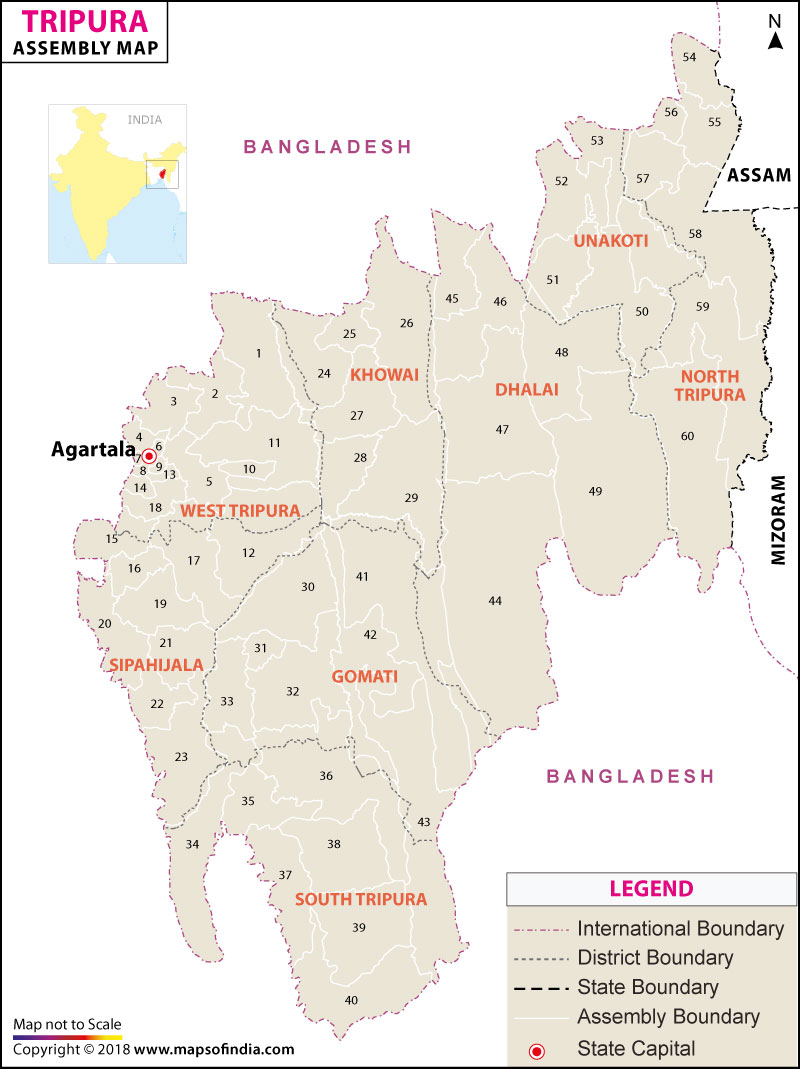 TRIPURA
ASSEMBLY MAP
N
INDIA
BANGLADESH
54
56
55
53
ASSAM
52
57
58
UNAKOTI
51
45
46
59
50
26
25
1
48
24
KHOWAI
NORTH
TRIPURA
DHALAI
2
3
27
47
60
4
6
11
Agartala
7
28
9
8
10
13
5
14
49
29
18
WEST TRIPURA
MIZORAM
15
12
17
16
41
30
44
19
20
42
21
31
SIPAHIJALA
GOMATI
32
33
22
23
36
BANGLADESH
35
43
34
38
37
SOUTH TRIPURA
39
40
LEGEND
International Boundary
District Boundary
State Boundary
Assembly Boundary
State Capital
Map not to Scale
Copyright © 2018 www.mapsofindia.com